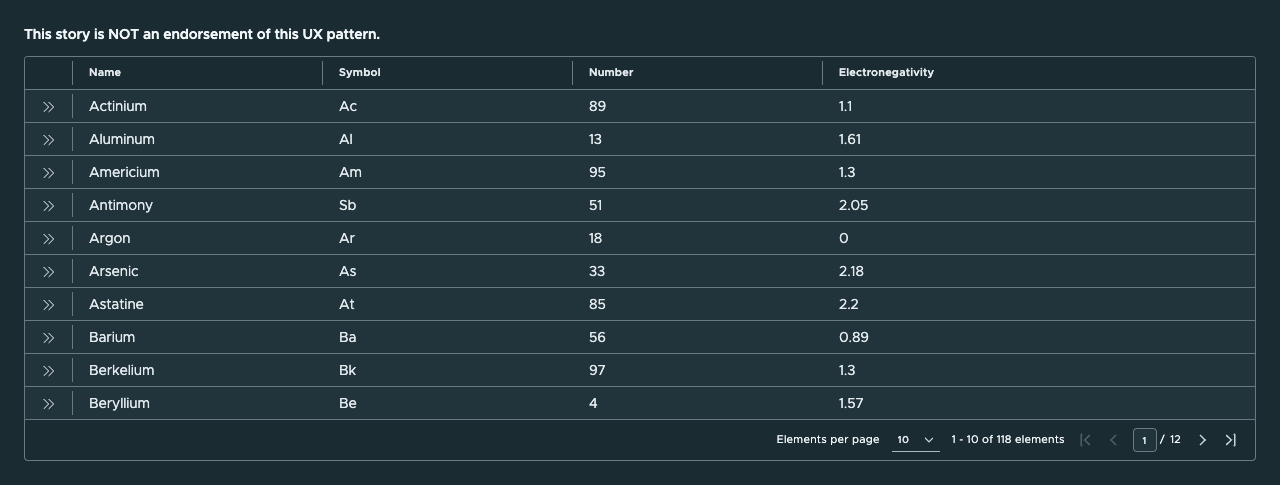 This story is NOT an endorsement of this UX pattern.
Name Symbol Number Electronegativity
Actinium Ac 89 1.1
Aluminum Al 13 1.61
Americium Am 95 1.3
Antimony Sb 51 2.05
Argon Ar 18 0
Arsenic As 33 2.18
Astatine At 85 2.2
Barium Ba 56 0.89
Berkelium Bk 97 1.3
Beryllium Be 4 1.57
Elements per page 10 1 - 10 of 118 elements 1 / 12